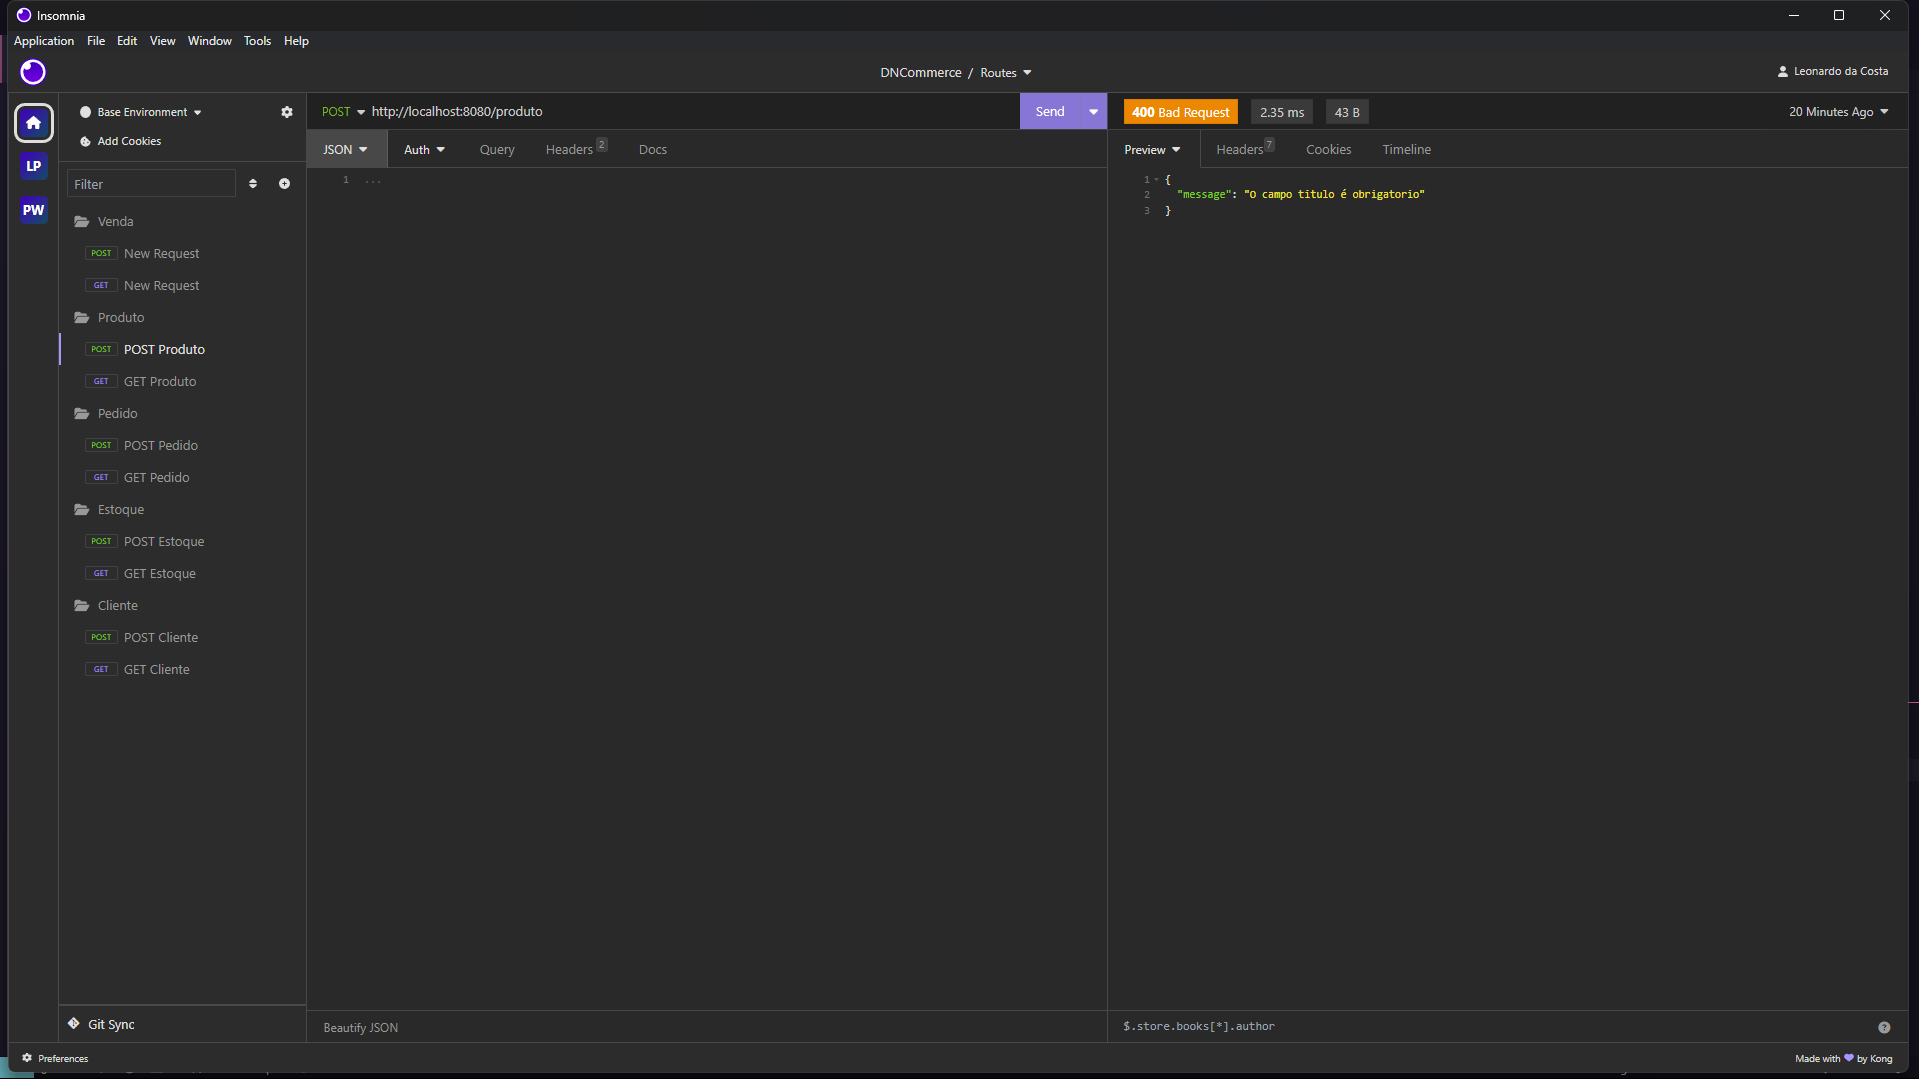 Insomnia
Application File Edit View Window Tools Help
DNCommerce / Routes
Leonardo da Costa
Base Environment
Add Cookies
LP
PW
Filter
Venda
POST New Request
GET New Request
Produto
POST POST Produto
GET GET Produto
Pedido
POST POST Pedido
GET GET Pedido
Estoque
POST POST Estoque
GET GET Estoque
Cliente
POST POST Cliente
GET GET Cliente
Git Sync
POST http://localhost:8080/produto Send
JSON Auth Query Headers 2 Docs
1 ...
Beautify JSON
400 Bad Request 2.35 ms 43 B 20 Minutes Ago
Preview Headers 7 Cookies Timeline
1 {
2 "message": "O campo titulo é obrigatorio"
3 }
$.store.books[*].author
Preferences
Made with 💜 by Kong